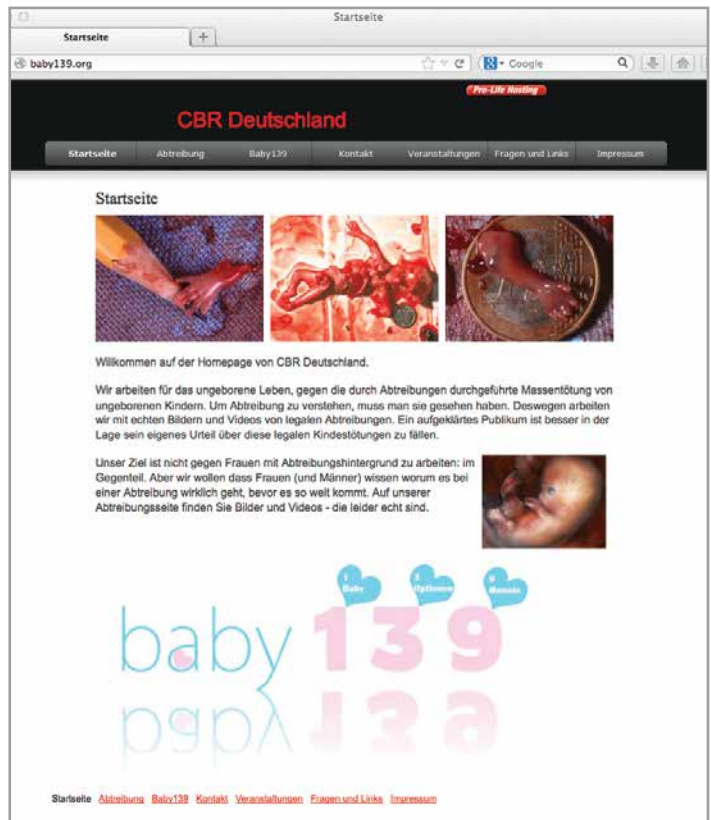 Startseite
Startseite
+
baby139.org
Google
Pro-Life Hosting
CBR Deutschland
Startseite Abtreibung Baby139 Kontakt Veranstaltungen Fragen und Links Impressum
Startseite
Willkommen auf der Homepage von CBR Deutschland.
Wir arbeiten für das ungeborene Leben, gegen die durch Abtreibungen durchgeführte Massentötung von
ungeborenen Kindern. Um Abtreibung zu verstehen, muss man sie gesehen haben. Deswegen arbeiten
wir mit echten Bildern und Videos von legalen Abtreibungen. Ein aufgeklärtes Publikum ist besser in der
Lage sein eigenes Urteil über diese legalen Kindestötungen zu fällen.
Unser Ziel ist nicht gegen Frauen mit Abtreibungshintergrund zu arbeiten: im
Gegenteil. Aber wir wollen dass Frauen (und Männer) wissen worum es bei
einer Abtreibung wirklich geht, bevor es so weit kommt. Auf unserer
Abtreibungsseite finden Sie Bilder und Videos - die leider echt sind.
1 3 9
Baby Optionen Monate
baby139
Startseite Abtreibung Baby139 Kontakt Veranstaltungen Fragen und Links Impressum